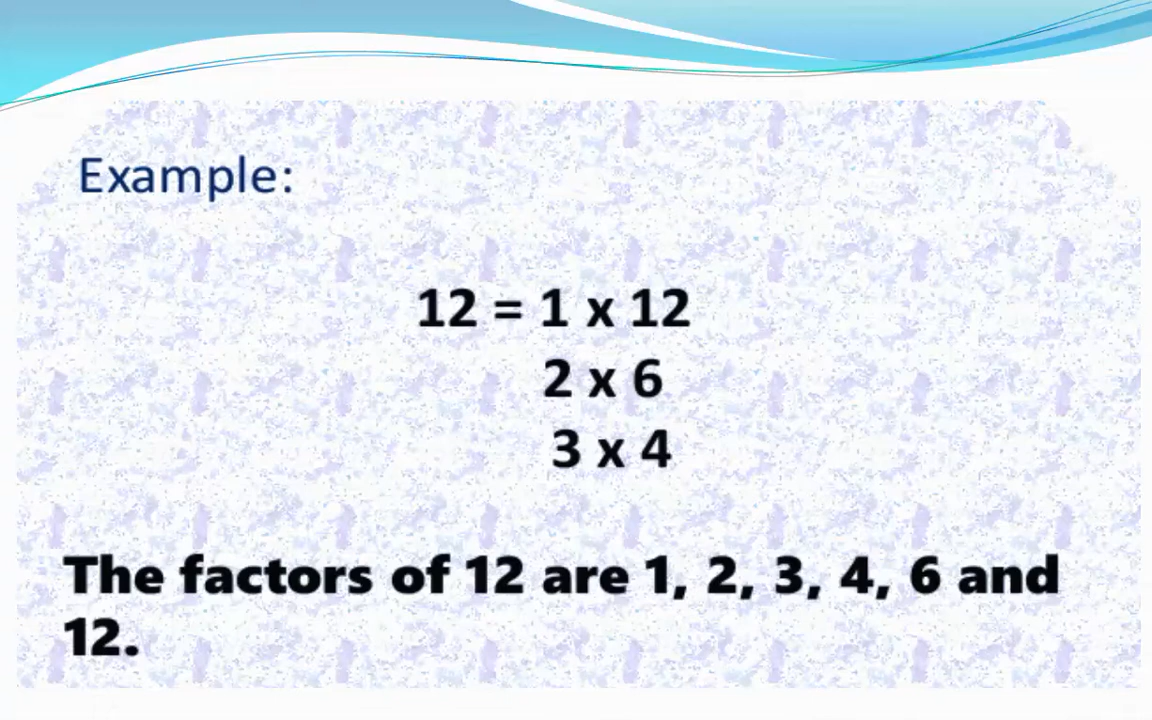 Example:
12 = 1 x 12
2 x 6
3 x 4
The factors of 12 are 1, 2, 3, 4, 6 and
12.